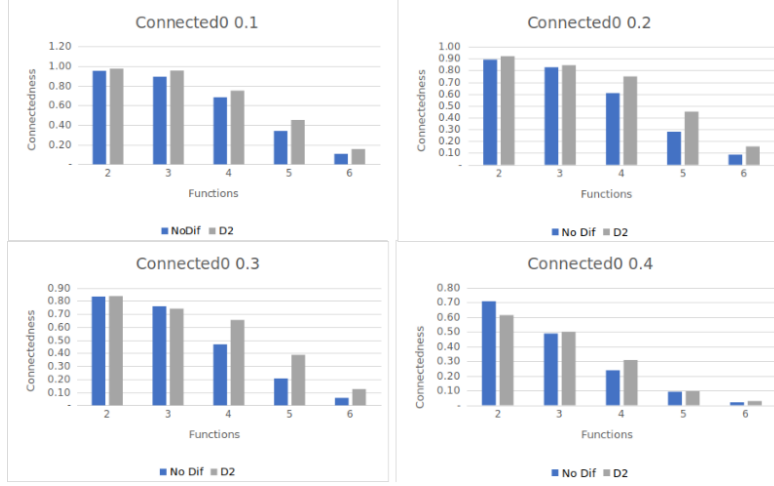 Connected0 0.1
1.20
1.00
0.80
0.60
0.40
0.20
-
Connectedness
2 3 4 5 6
Functions
NoDif D2
Connected0 0.2
1.00
0.90
0.80
0.70
0.60
0.50
0.40
0.30
0.20
0.10
-
Connectedness
2 3 4 5 6
Functions
No Dif D2
Connected0 0.3
0.90
0.80
0.70
0.60
0.50
0.40
0.30
0.20
0.10
-
Connectedness
2 3 4 5 6
Functions
No Dif D2
Connected0 0.4
0.80
0.70
0.60
0.50
0.40
0.30
0.20
0.10
-
Connectedness
2 3 4 5 6
Functions
No Dif D2